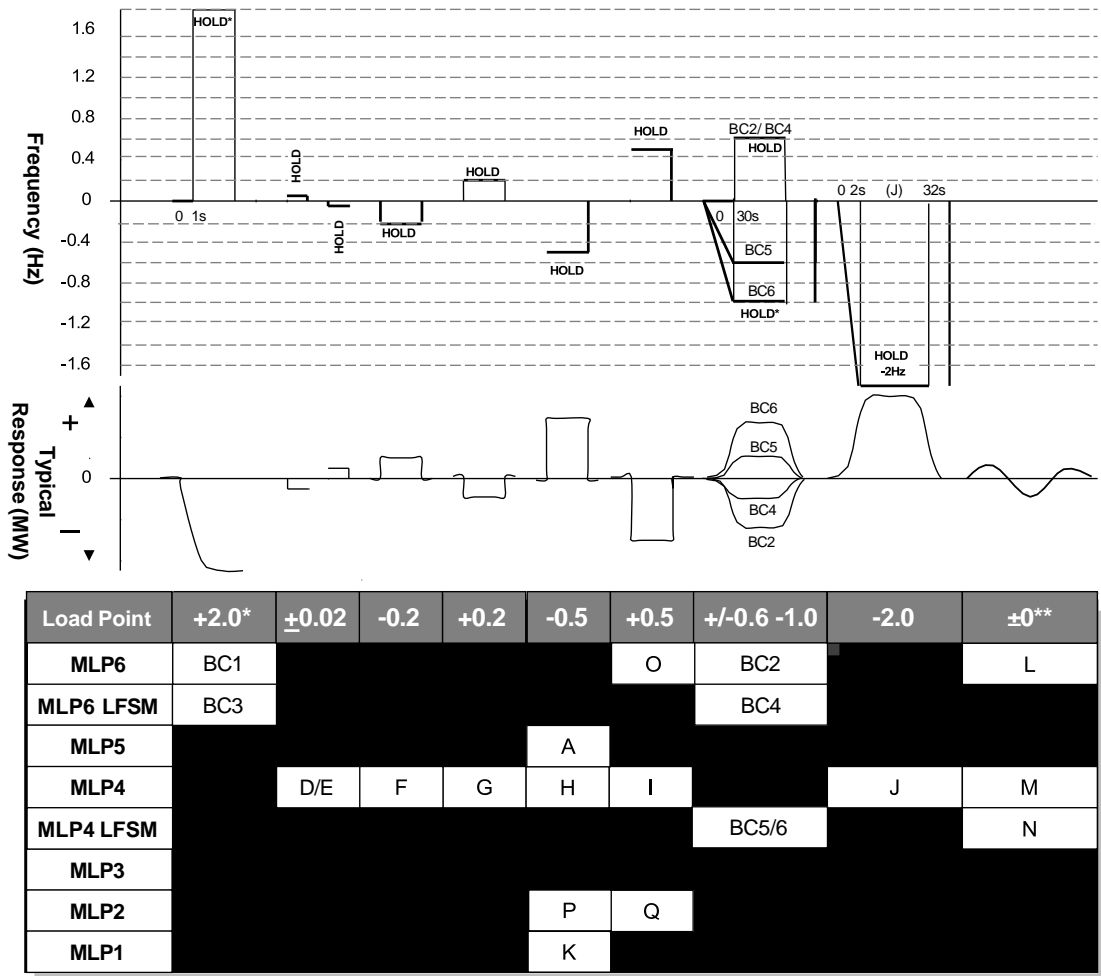 Frequency (Hz)
1.6
1.2
0.8
0.4
0
-0.4
-0.8
-1.2
-1.6
HOLD*
0 1s
HOLD
HOLD
HOLD
HOLD
HOLD
HOLD
BC2/ BC4
HOLD
0 30s
BC5
BC6
HOLD*
0 2s (J) 32s
HOLD
-2Hz
Typical
Response (MW)
+
0
–
BC6
BC5
BC4
BC2
Load Point +2.0* ±0.02 -0.2 +0.2 -0.5 +0.5 +/-0.6 -1.0 -2.0 ±0**
MLP6 BC1 O BC2 L
MLP6 LFSM BC3 BC4
MLP5 A
MLP4 D/E F G H I J M
MLP4 LFSM BC5/6 N
MLP3
MLP2 P Q
MLP1 K